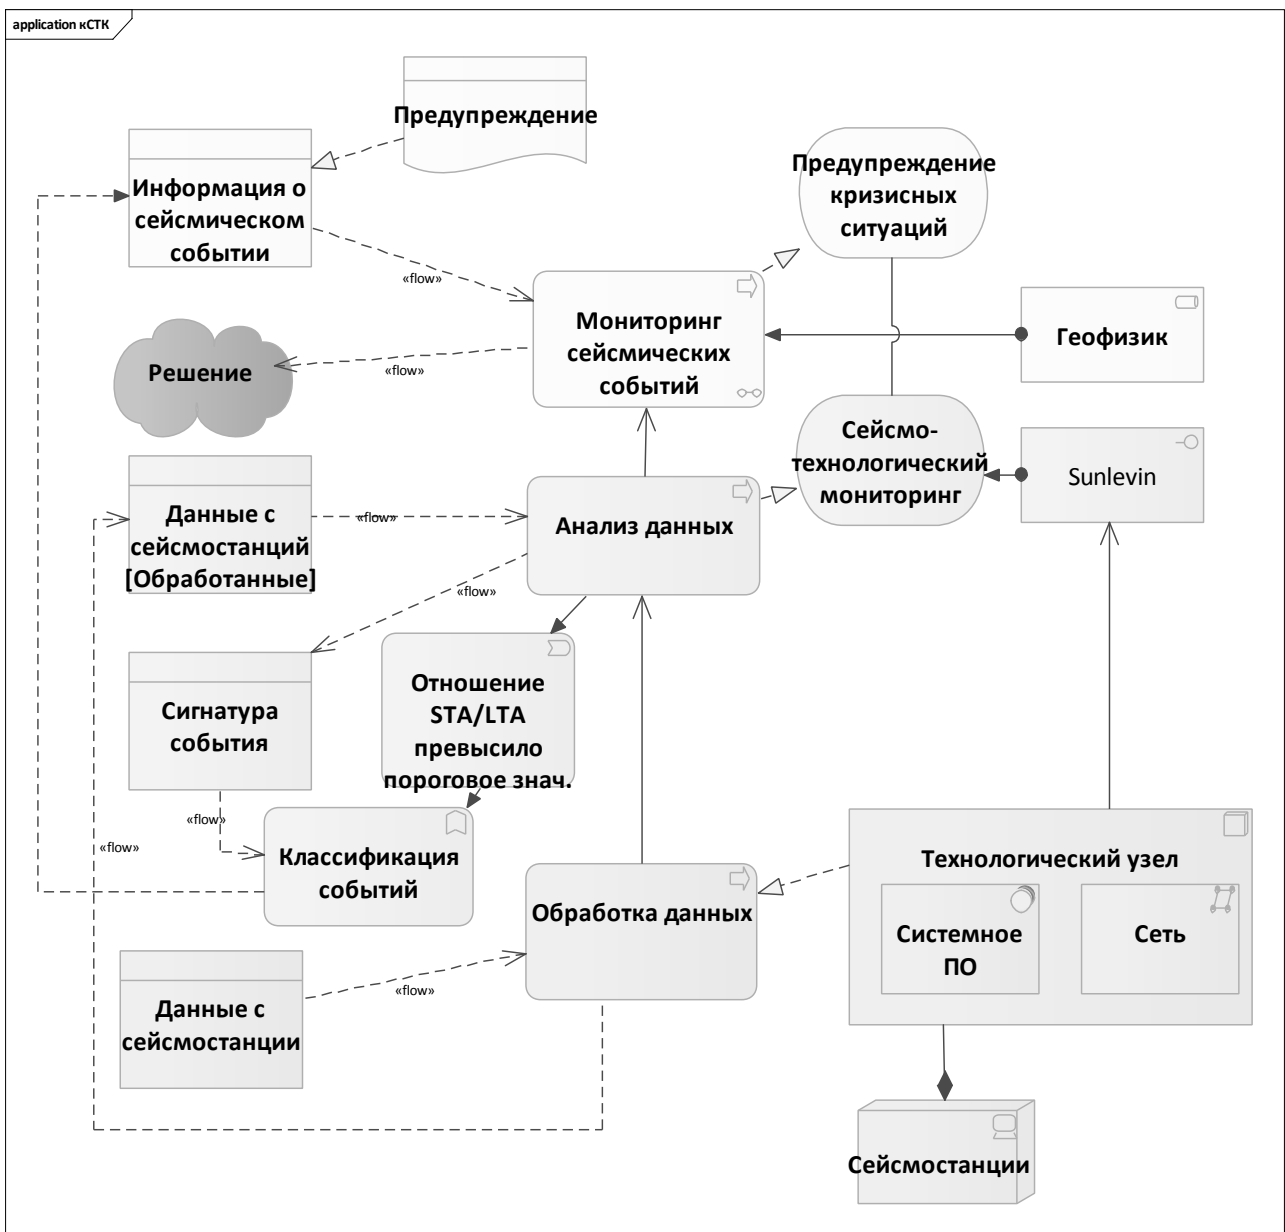 application кСТК
Предупреждение
Информация о
сейсмическом
событии
Предупреждение
кризисных
ситуаций
«flow»
Мониторинг
сейсмических
событий
Геофизик
Решение
«flow»
Сейсмо-
технологический
мониторинг
Sunlevin
Данные с
сейсмостанций
[Обработанные]
«flow»
Анализ данных
«flow»
Сигнатура
события
Отношение
STA/LTA
превысило
пороговое знач.
«flow»
«flow»
Классификация
событий
Обработка данных
Технологический узел
Системное
ПО
Сеть
Данные с
сейсмостанции
«flow»
Сейсмостанции